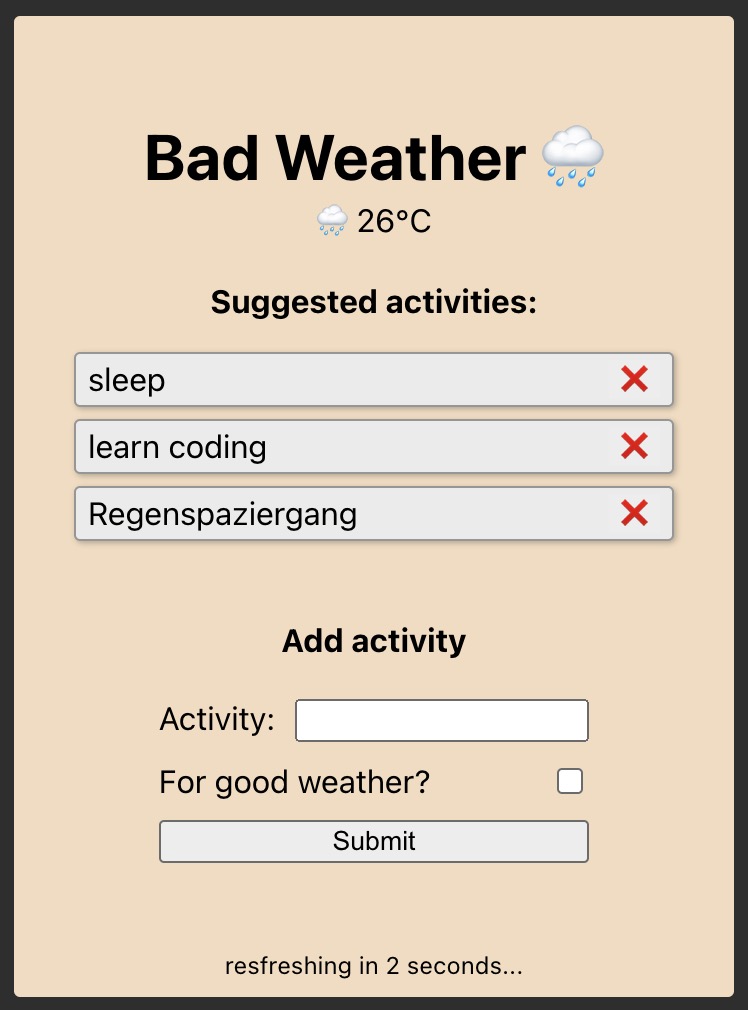 Bad Weather 🌧️
🌧️ 26°C
Suggested activities:
sleep ❌
learn coding ❌
Regenspaziergang ❌
Add activity
Activity:
For good weather?
Submit
resfreshing in 2 seconds...